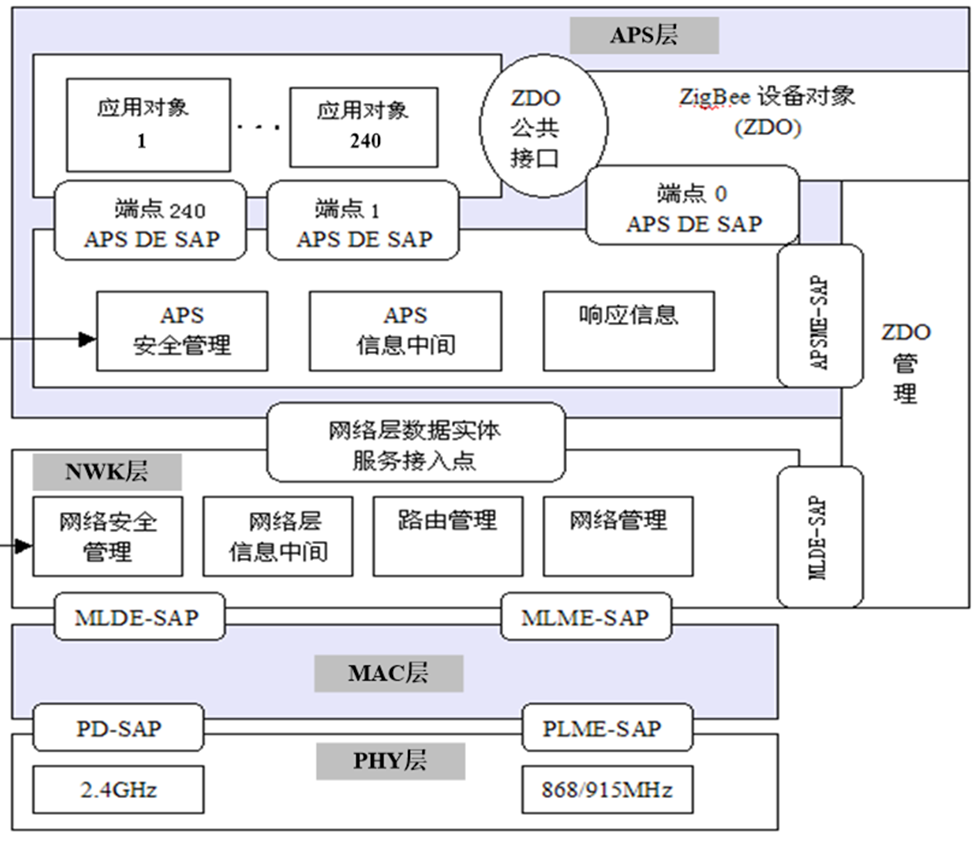 APS层
应用对象
1
· · ·
应用对象
240
ZDO
公共
接口
ZigBee 设备对象
(ZDO)
端点 240
APS DE SAP
端点 1
APS DE SAP
端点 0
APS DE SAP
APS
安全管理
APS
信息中间
响应信息
APSME-SAP
ZDO
管理
网络层数据实体
服务接入点
NWK层
网络安全
管理
网络层
信息中间
路由管理
网络管理
MLDE-SAP
MLDE-SAP
MLME-SAP
MAC层
PD-SAP
PLME-SAP
PHY层
2.4GHz
868/915MHz